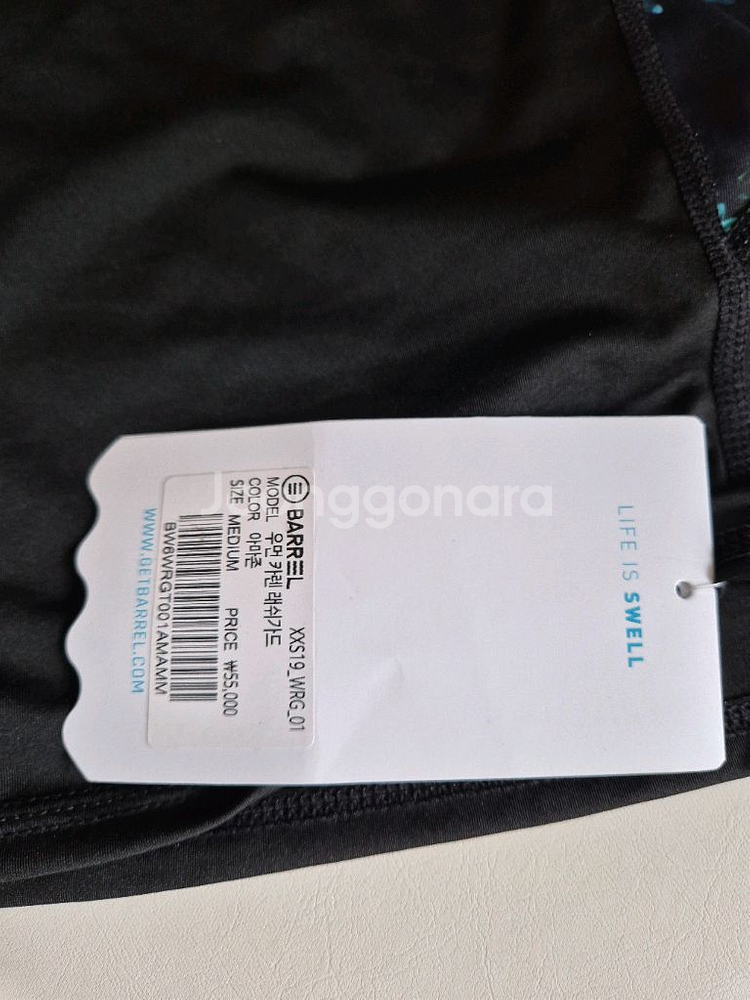 BARREL XXS19_WRG_01
MODEL 우먼 카렌 래쉬가드
COLOR 아마존
SIZE MEDIUM PRICE ₩55,000
BW6WRGT001AMAMM
WWW.GETBARREL.COM
LIFE IS SWELL
Joonggonara